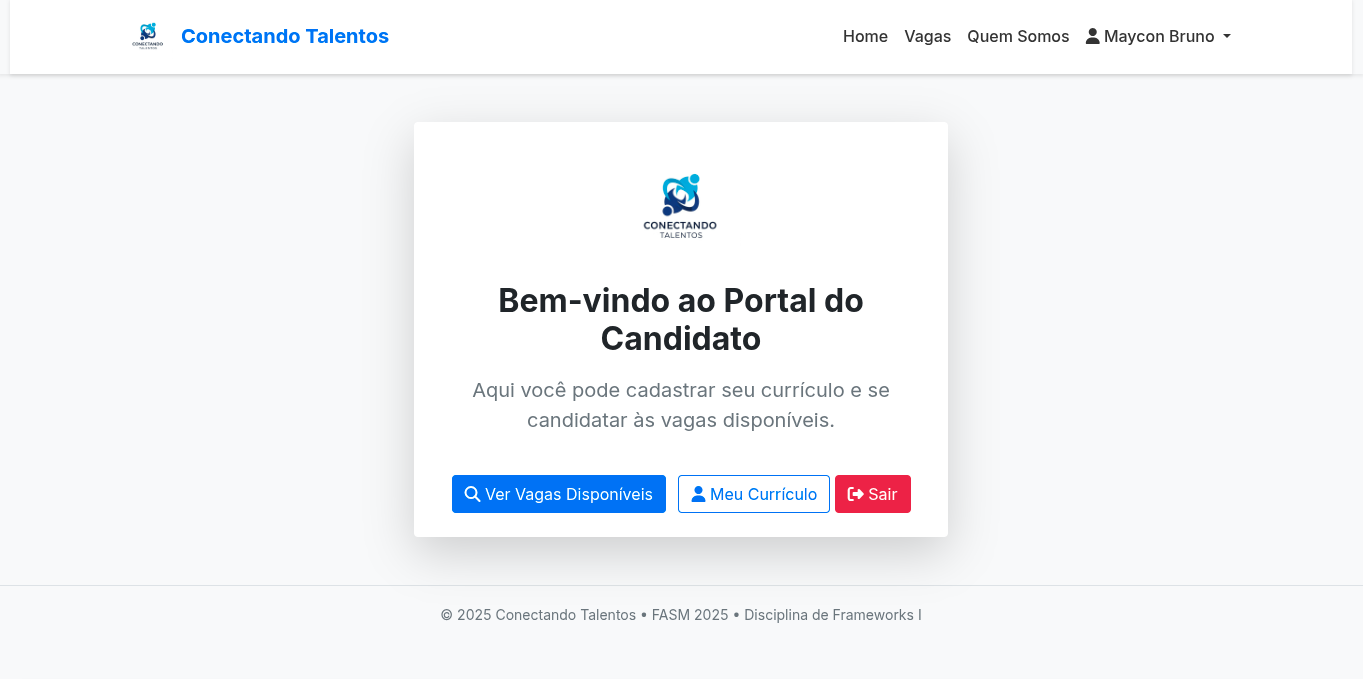 CONECTANDO
TALENTOS
Conectando Talentos
Home
Vagas
Quem Somos
Maycon Bruno
CONECTANDO
TALENTOS
Bem-vindo ao Portal do
Candidato
Aqui você pode cadastrar seu currículo e se
candidatar às vagas disponíveis.
Ver Vagas Disponíveis
Meu Currículo
Sair
© 2025 Conectando Talentos • FASM 2025 • Disciplina de Frameworks I